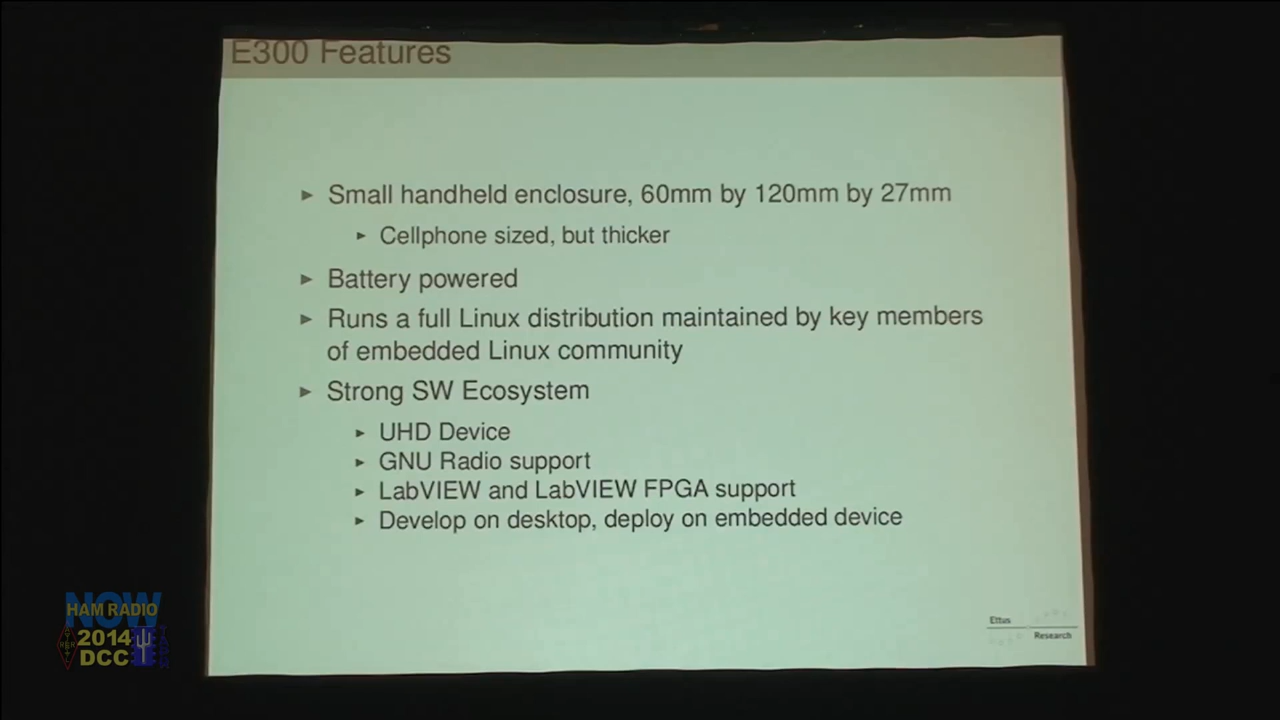 E300 Features
► Small handheld enclosure, 60mm by 120mm by 27mm
► Cellphone sized, but thicker
► Battery powered
► Runs a full Linux distribution maintained by key members
of embedded Linux community
► Strong SW Ecosystem
► UHD Device
► GNU Radio support
► LabVIEW and LabVIEW FPGA support
► Develop on desktop, deploy on embedded device
Ettus
Research
NOW
HAM RADIO
2014
DCC